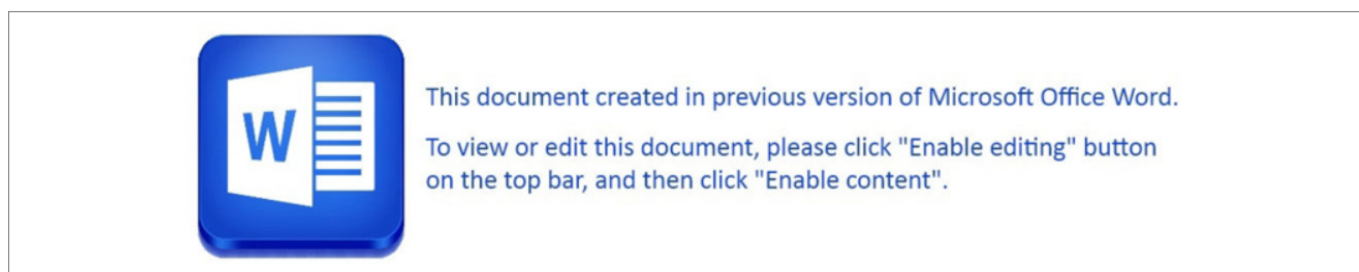 W
This document created in previous version of Microsoft Office Word.
To view or edit this document, please click "Enable editing" button
on the top bar, and then click "Enable content".